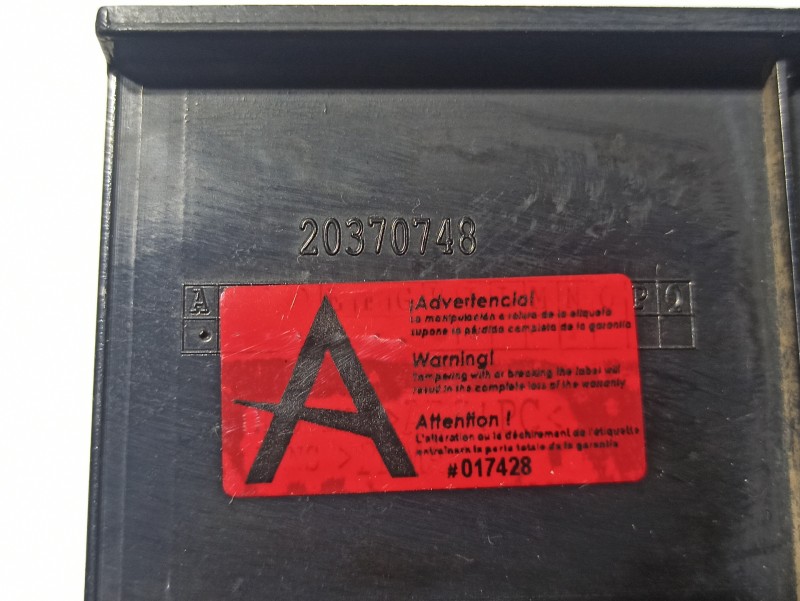 20370748
A
P Q
¡Advertencia!
La manipulación o rotura de la etiqueta
supone la pérdida completa de la garantía
Warning!
Tampering with or breaking the label will
result in the complete loss of the warranty
Attention !
L'altération ou le déchirement de l'etiquette
entraînera la perte totale de la garantie
#017428
A